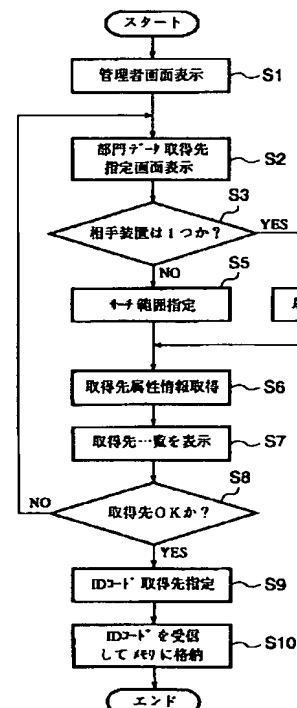 スタート
管理者画面表示
S1
部門データ取得先
指定画面表示
S2
S3
相手装置は1つか?
YES
NO
S5
サーチ範囲指定
取得先属性情報取得
S6
取得先一覧を表示
S7
S8
取得先OKか?
NO
YES
IDコード取得先指定
S9
IDコードを受信
してメモリに格納
S10
エンド